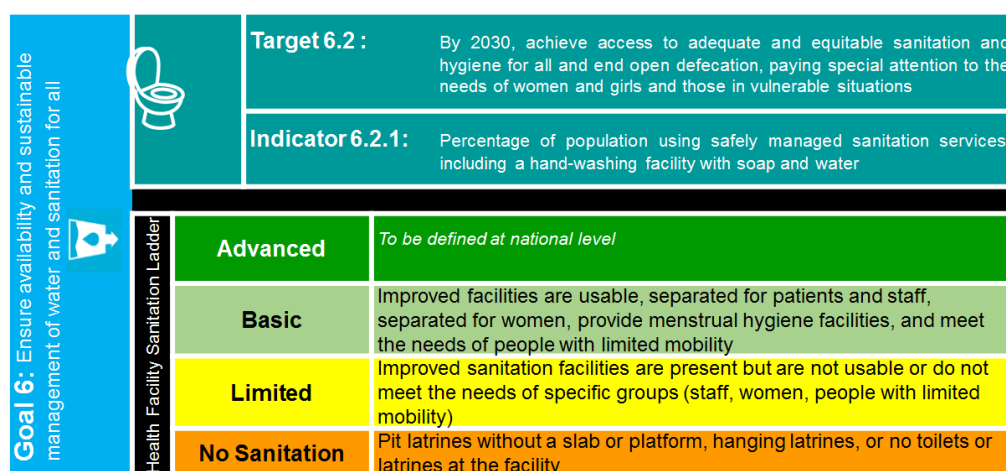 Goal 6: Ensure availability and sustainable
management of water and sanitation for all
Target 6.2 :
By 2030, achieve access to adequate and equitable sanitation and
hygiene for all and end open defecation, paying special attention to the
needs of women and girls and those in vulnerable situations
Indicator 6.2.1:
Percentage of population using safely managed sanitation services
including a hand-washing facility with soap and water
Health Facility Sanitation Ladder
Advanced
To be defined at national level
Basic
Improved facilities are usable, separated for patients and staff,
separated for women, provide menstrual hygiene facilities, and meet
the needs of people with limited mobility
Limited
Improved sanitation facilities are present but are not usable or do not
meet the needs of specific groups (staff, women, people with limited
mobility)
No Sanitation
Pit latrines without a slab or platform, hanging latrines, or no toilets or
latrines at the facility